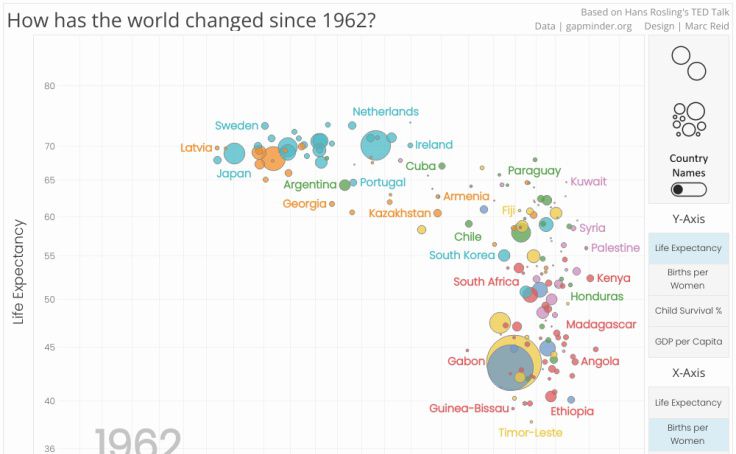 How has the world changed since 1962?
Based on Hans Rosling's TED Talk
Data | gapminder.org Design | Marc Reid
80
70
65
60
55
50
45
40
36
Life Expectancy
Netherlands
Sweden
Latvia
Ireland
Japan
Cuba
Paraguay
Argentina
Portugal
Kuwait
Georgia
Armenia
Kazakhstan
Fiji
Chile
Syria
South Korea
Palestine
South Africa
Kenya
Honduras
Madagascar
Gabon
Angola
Guinea-Bissau
Ethiopia
Timor-Leste
1962
Country
Names
Y-Axis
Life Expectancy
Births per
Women
Child Survival %
GDP per Capita
X-Axis
Life Expectancy
Births per
Women